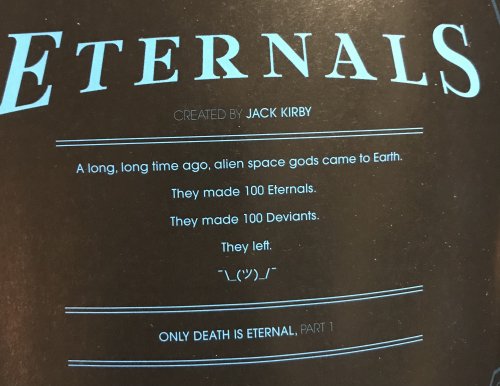 ETERNALS
CREATED BY JACK KIRBY
A long, long time ago, alien space gods came to Earth.
They made 100 Eternals.
They made 100 Deviants.
They left.
¯\_(ツ)_/¯
ONLY DEATH IS ETERNAL, PART 1